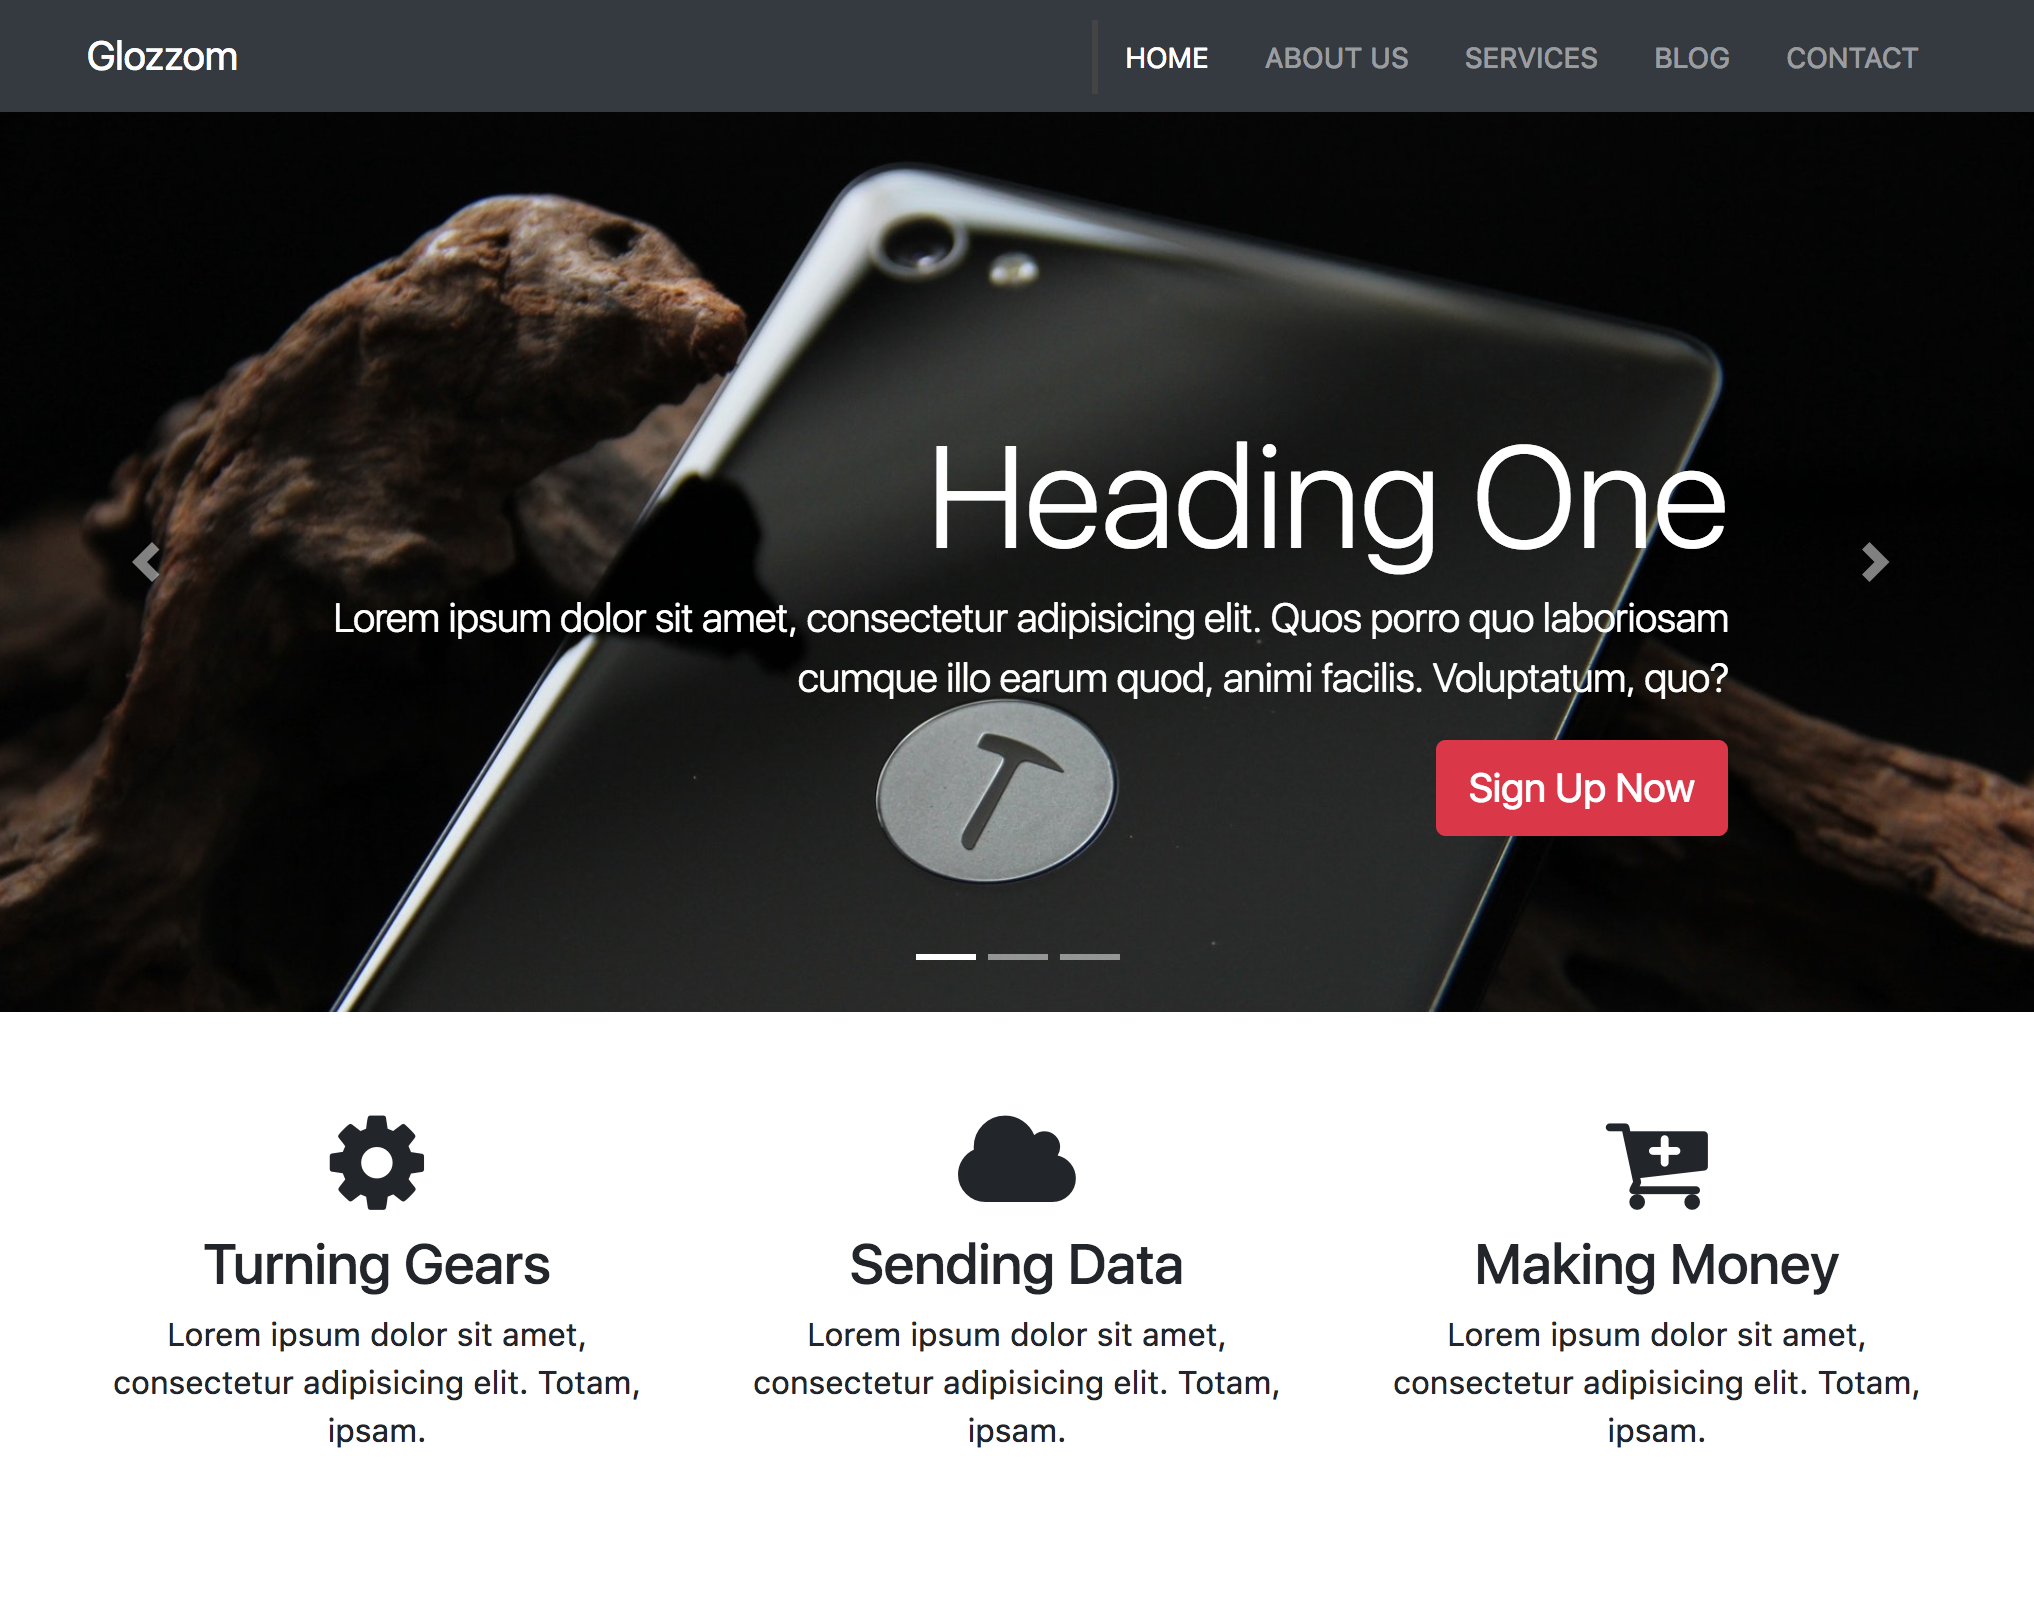 Glozzom
HOME ABOUT US SERVICES BLOG CONTACT
Heading One
Lorem ipsum dolor sit amet, consectetur adipisicing elit. Quos porro quo laboriosam
cumque illo earum quod, animi facilis. Voluptatum, quo?
Sign Up Now
Turning Gears
Lorem ipsum dolor sit amet,
consectetur adipisicing elit. Totam,
ipsam.
Sending Data
Lorem ipsum dolor sit amet,
consectetur adipisicing elit. Totam,
ipsam.
Making Money
Lorem ipsum dolor sit amet,
consectetur adipisicing elit. Totam,
ipsam.